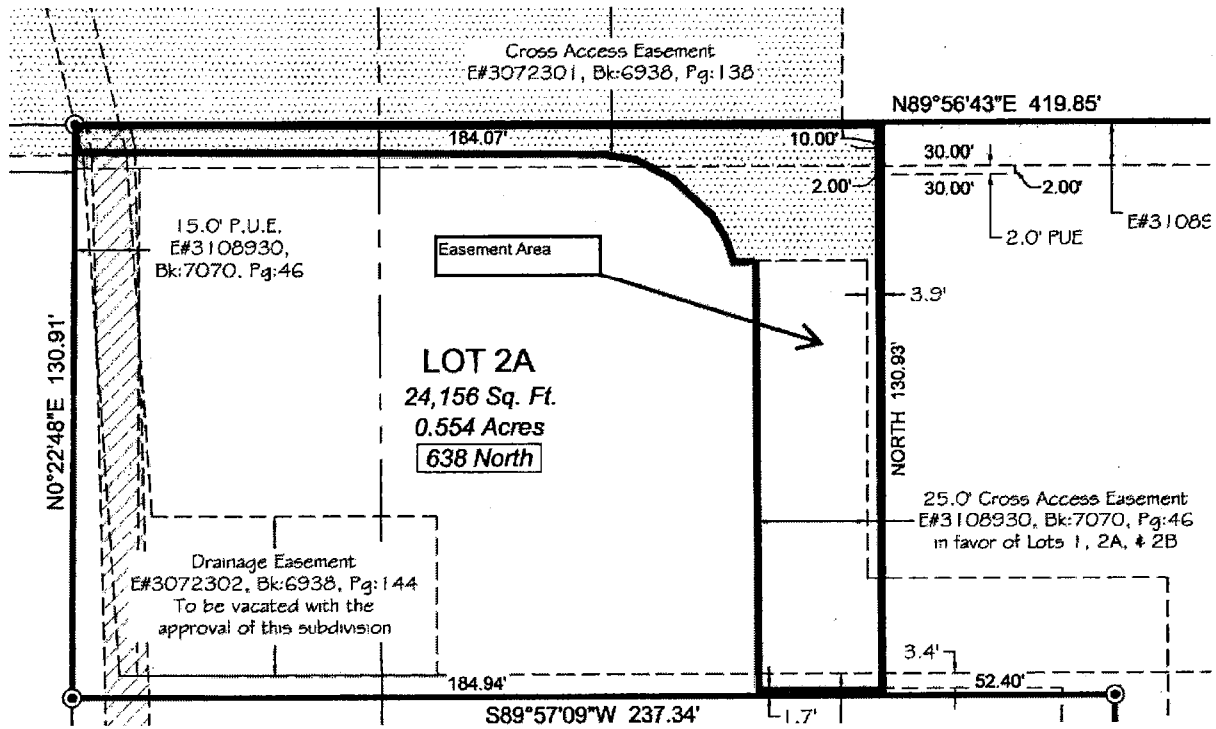 Cross Access Easement
E#3072301, Bk:6938, Pg:138
N89°56'43"E 419.85'
184.07'
10.00'
30.00'
2.00'
30.00'
2.00'
2.0' PUE
15.0' P.U.E.
E#3108930,
Bk:7070, Pg:46
Easement Area
3.9'
N0°22'48"E 130.91'
LOT 2A
24,156 Sq. Ft.
0.554 Acres
638 North
NORTH 130.93'
25.0' Cross Access Easement
E#3108930, Bk:7070, Pg:46
in favor of Lots 1, 2A, & 2B
Drainage Easement
E#3072302, Bk:6938, Pg:144
To be vacated with the
approval of this subdivision
3.4'
184.94'
52.40'
S89°57'09"W 237.34'
1.7'